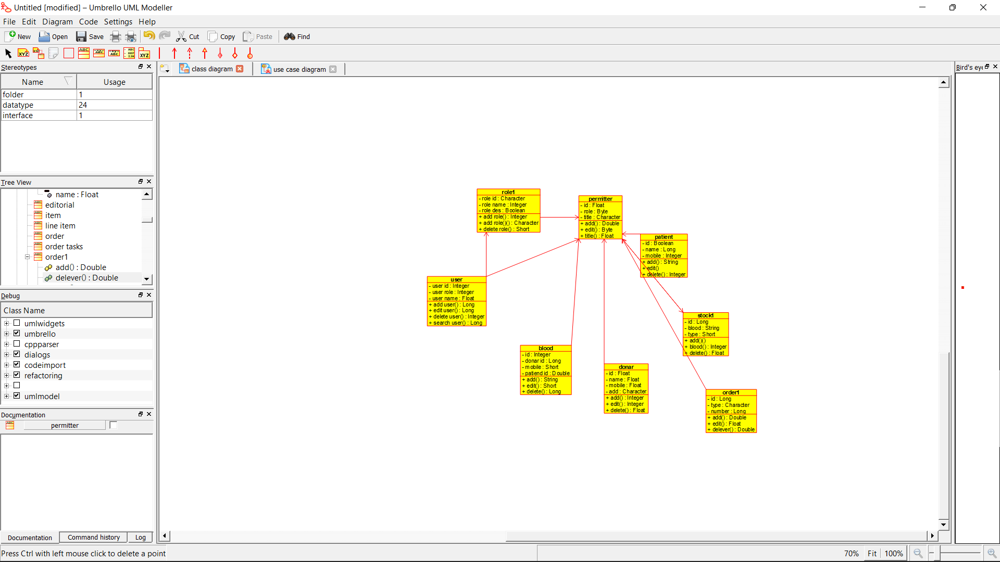 Untitled [modified] – Umbrello UML Modeller
File Edit Diagram Code Settings Help
New Open Save Cut Copy Paste Find
Stereotypes
Name Usage
folder 1
datatype 24
interface 1
Tree View
name : Float
editorial
item
line item
order
order tasks
order1
add() : Double
delever() : Double
Debug
Class Name
umlwidgets
umbrello
cppparser
dialogs
codeimport
refactoring
umlmodel
Documentation
permitter
Documentation Command history Log
Press Ctrl with left mouse click to delete a point
class diagram
use case diagram
role1
- role id : Character
- role name : Integer
- role des : Boolean
+ add role() : Integer
+ add role()() : Character
+ delete role() : Short
permitter
- id : Float
- role : Byte
- title : Character
+ add() : Double
+ edit() : Byte
+ title() : Float
patient
- id : Boolean
- name : Long
- mobile : Integer
+ add() : String
+ edit()
+ delete() : Integer
user
- user id : Integer
- user role : Integer
- user name : Float
+ add user() : Long
+ edit user() : Long
+ delete user() : Integer
+ search user() : Long
stock1
- id : Long
- blood : String
- type : Short
+ add()()
+ blood() : Integer
+ delete() : Float
blood
- id : Integer
- donar id : Long
- mobile : Short
- patiend id : Double
+ add() : String
+ edit() : Short
+ delete() : Long
donar
- id : Float
- name : Float
- mobile : Float
- add : Character
+ add() : Integer
+ edit() : Integer
+ delete() : Float
order1
- id : Long
- type : Character
- number : Long
+ add() : Double
+ edit() : Float
+ delever() : Double
Bird's eye
70% Fit 100%